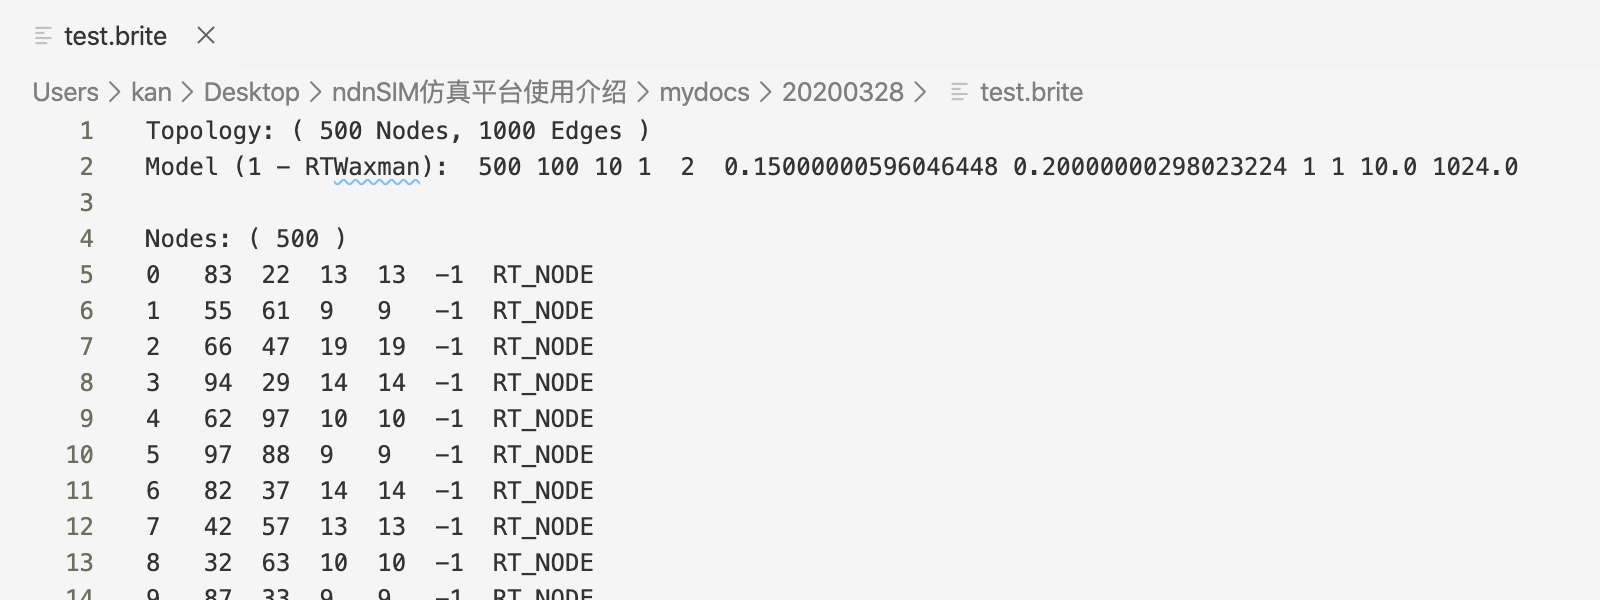 test.brite
Users > kan > Desktop > ndnSIM仿真平台使用介绍 > mydocs > 20200328 > test.brite
1 Topology: ( 500 Nodes, 1000 Edges )
2 Model (1 - RTWaxman): 500 100 10 1 2 0.15000000596046448 0.20000000298023224 1 1 10.0 1024.0
3
4 Nodes: ( 500 )
5 0 83 22 13 13 -1 RT_NODE
6 1 55 61 9 9 -1 RT_NODE
7 2 66 47 19 19 -1 RT_NODE
8 3 94 29 14 14 -1 RT_NODE
9 4 62 97 10 10 -1 RT_NODE
10 5 97 88 9 9 -1 RT_NODE
11 6 82 37 14 14 -1 RT_NODE
12 7 42 57 13 13 -1 RT_NODE
13 8 32 63 10 10 -1 RT_NODE
14 9 87 33 9 9 -1 RT_NODE